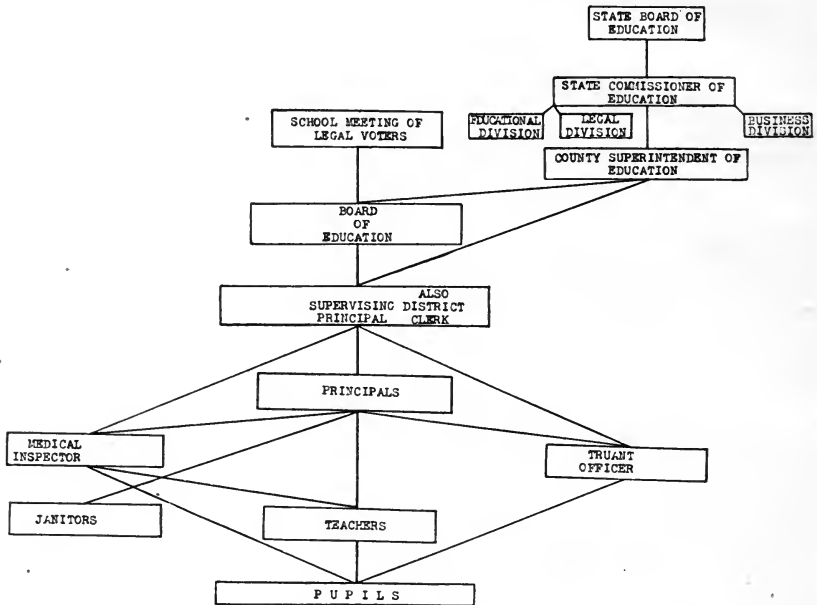 STATE BOARD OF
EDUCATION
STATE COMMISSIONER OF
EDUCATION
EDUCATIONAL
DIVISION
LEGAL
DIVISION
BUSINESS
DIVISION
SCHOOL MEETING OF
LEGAL VOTERS
COUNTY SUPERINTENDENT OF
EDUCATION
BOARD
OF
EDUCATION
ALSO
SUPERVISING DISTRICT
PRINCIPAL CLERK
PRINCIPALS
MEDICAL
INSPECTOR
TRUANT
OFFICER
JANITORS
TEACHERS
PUPILS